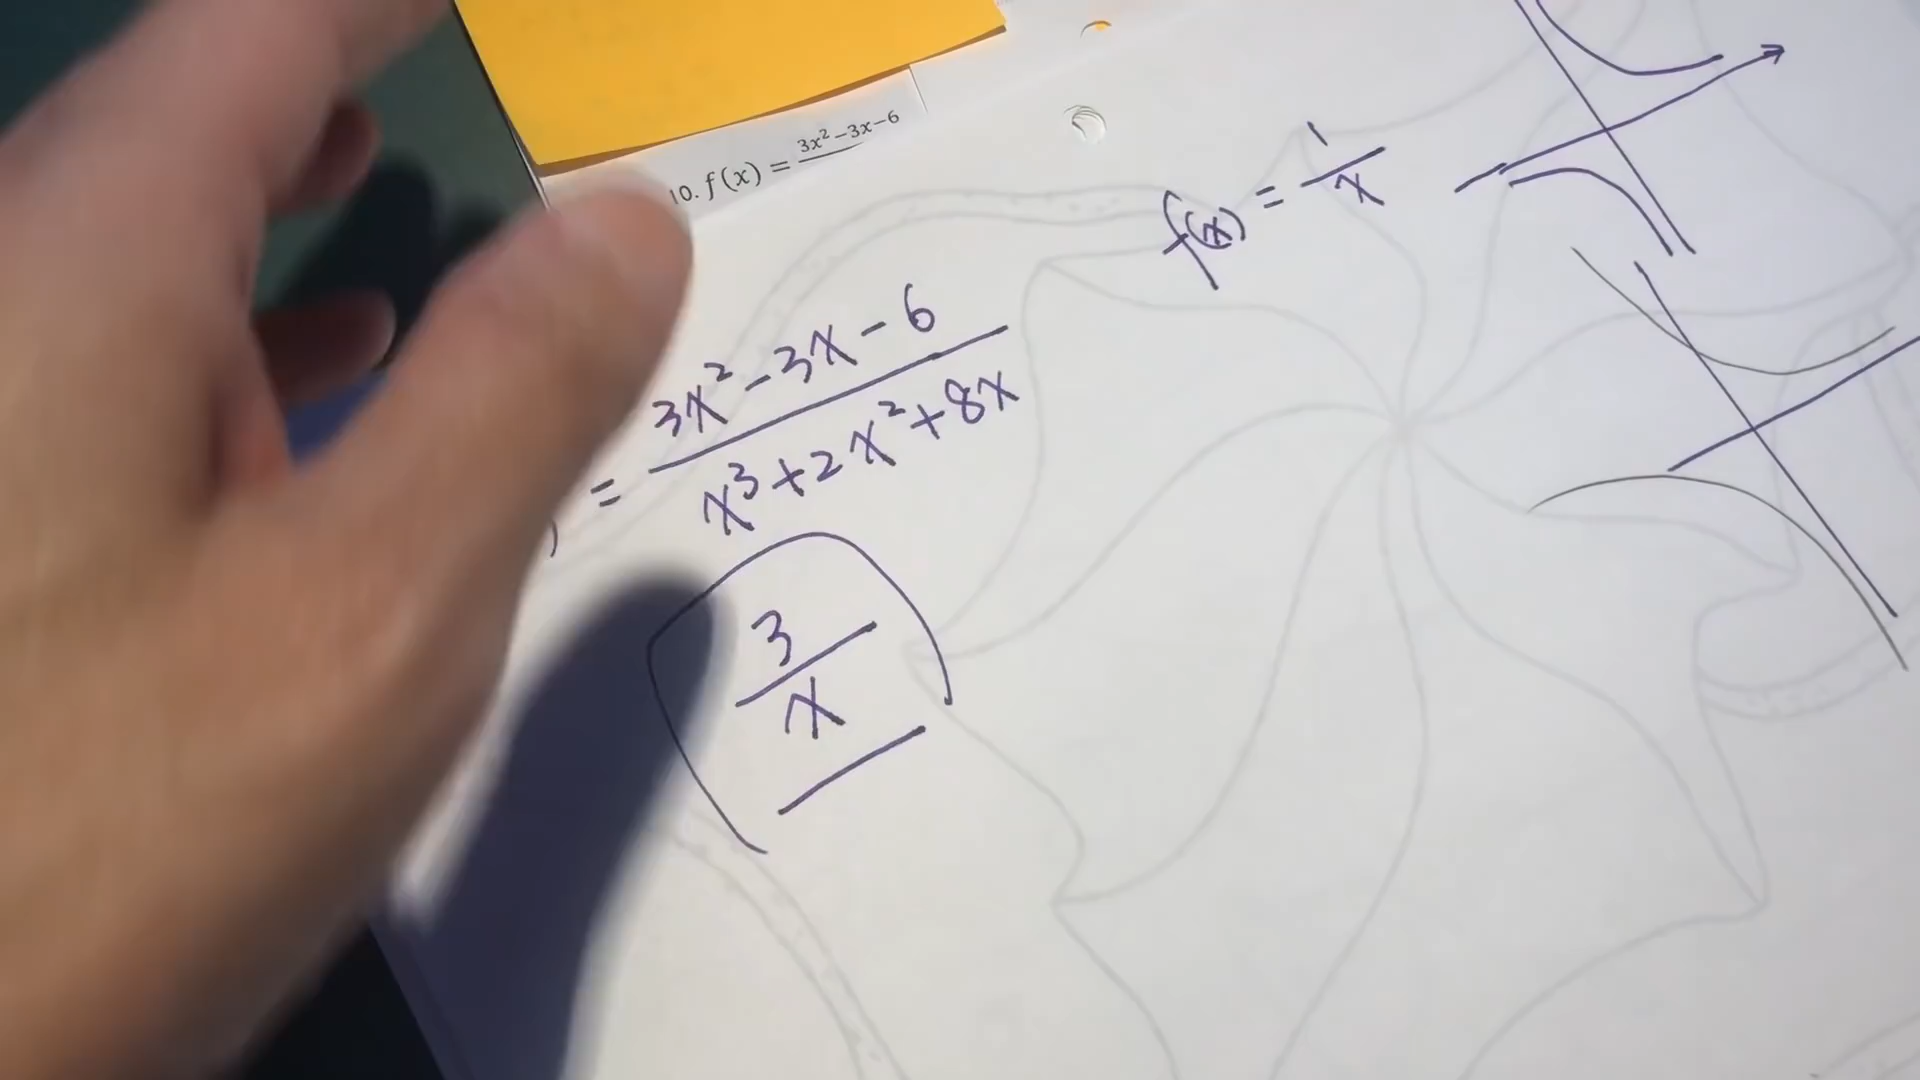 10. f(x) = 3x²-3x-6
f(x) = 1/x
) = 3x²-3x-6 / x³+2x²+8x
3/x